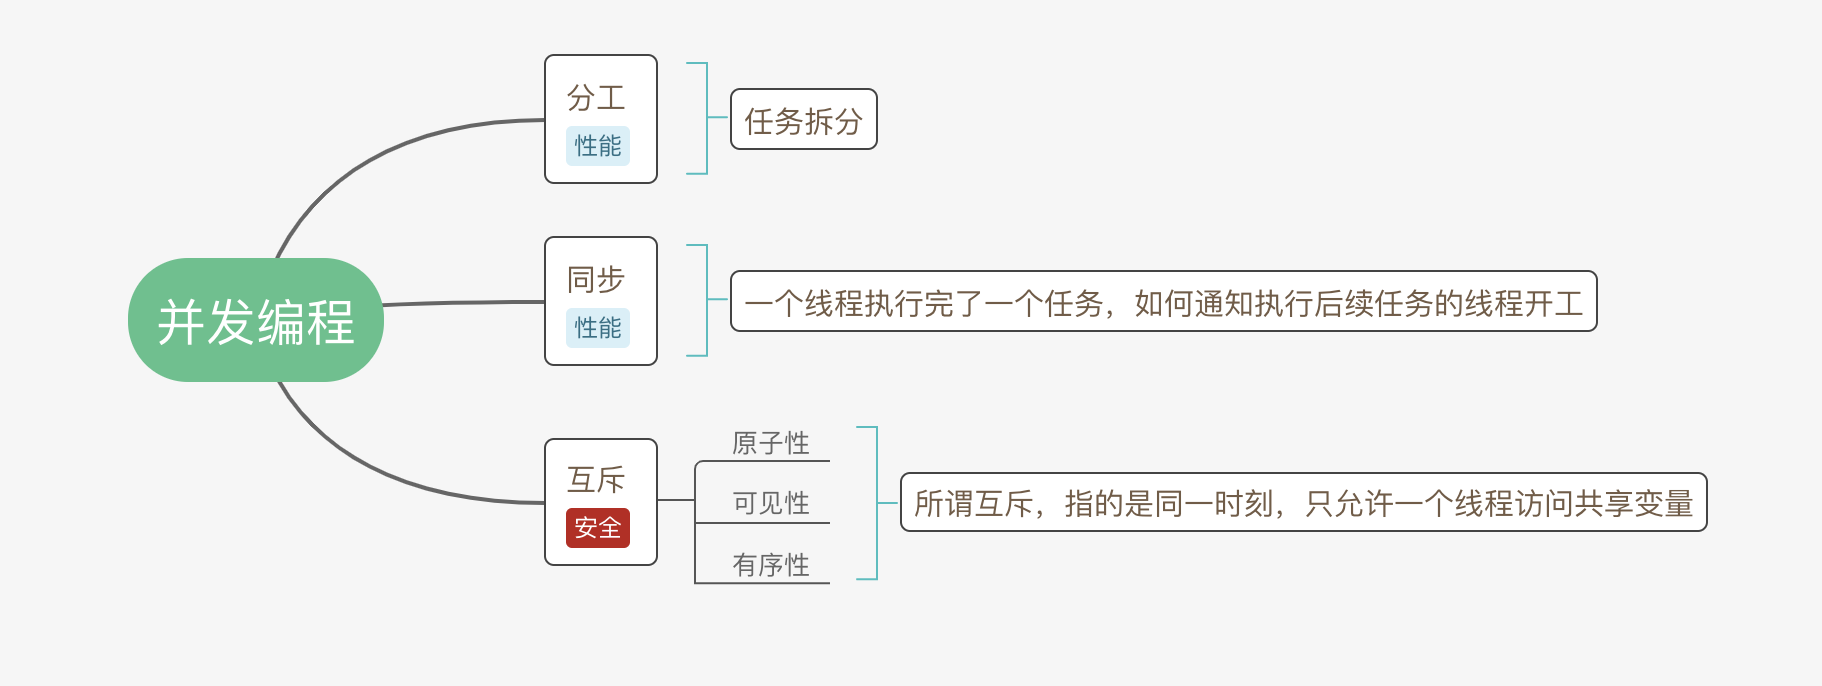 并发编程
分工
性能
任务拆分
同步
性能
一个线程执行完了一个任务，如何通知执行后续任务的线程开工
互斥
安全
原子性
可见性
有序性
所谓互斥，指的是同一时刻，只允许一个线程访问共享变量